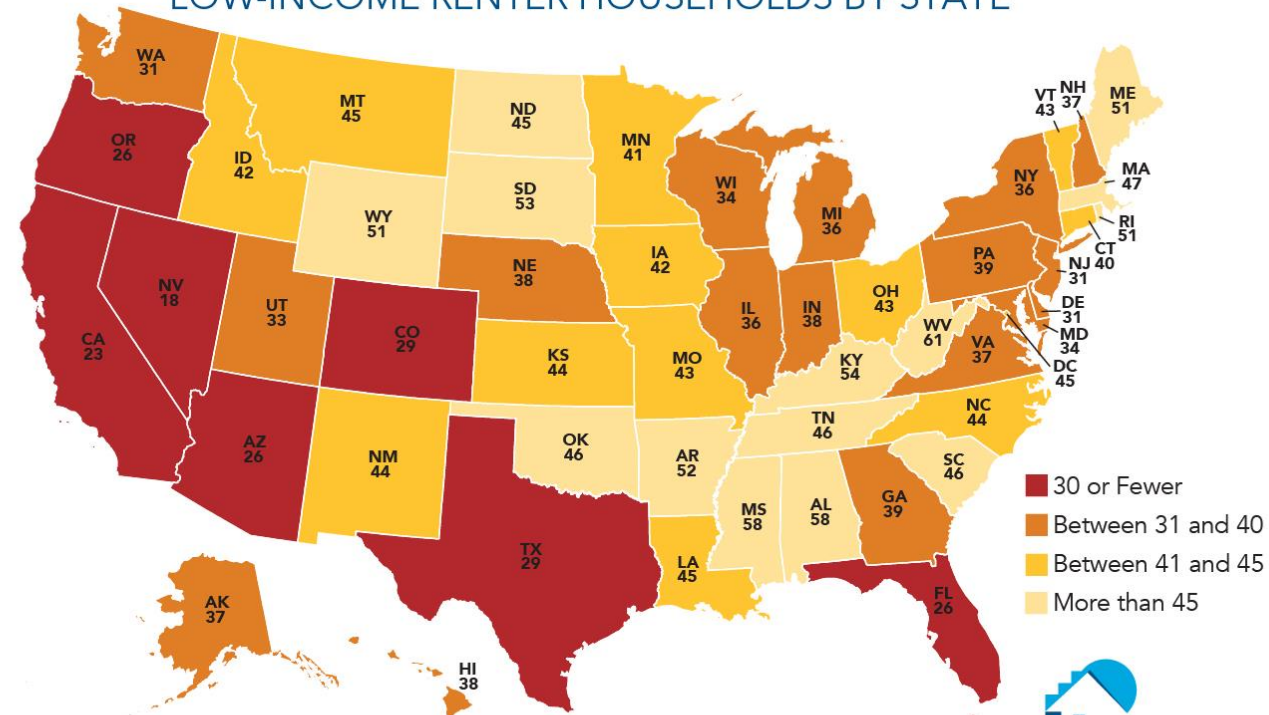 LOW-INCOME RENTER HOUSEHOLDS BY STATE
WA
31
OR
26
CA
23
NV
18
ID
42
MT
45
WY
51
UT
33
CO
29
AZ
26
NM
44
ND
45
SD
53
NE
38
KS
44
OK
46
TX
29
MN
41
IA
42
MO
43
AR
52
LA
45
WI
34
IL
36
MI
36
IN
38
OH
43
KY
54
TN
46
MS
58
AL
58
GA
39
FL
26
SC
46
NC
44
VA
37
WV
61
PA
39
NY
36
VT
43
NH
37
ME
51
MA
47
RI
51
CT
40
NJ
31
DE
31
MD
34
DC
45
AK
37
HI
38
30 or Fewer
Between 31 and 40
Between 41 and 45
More than 45